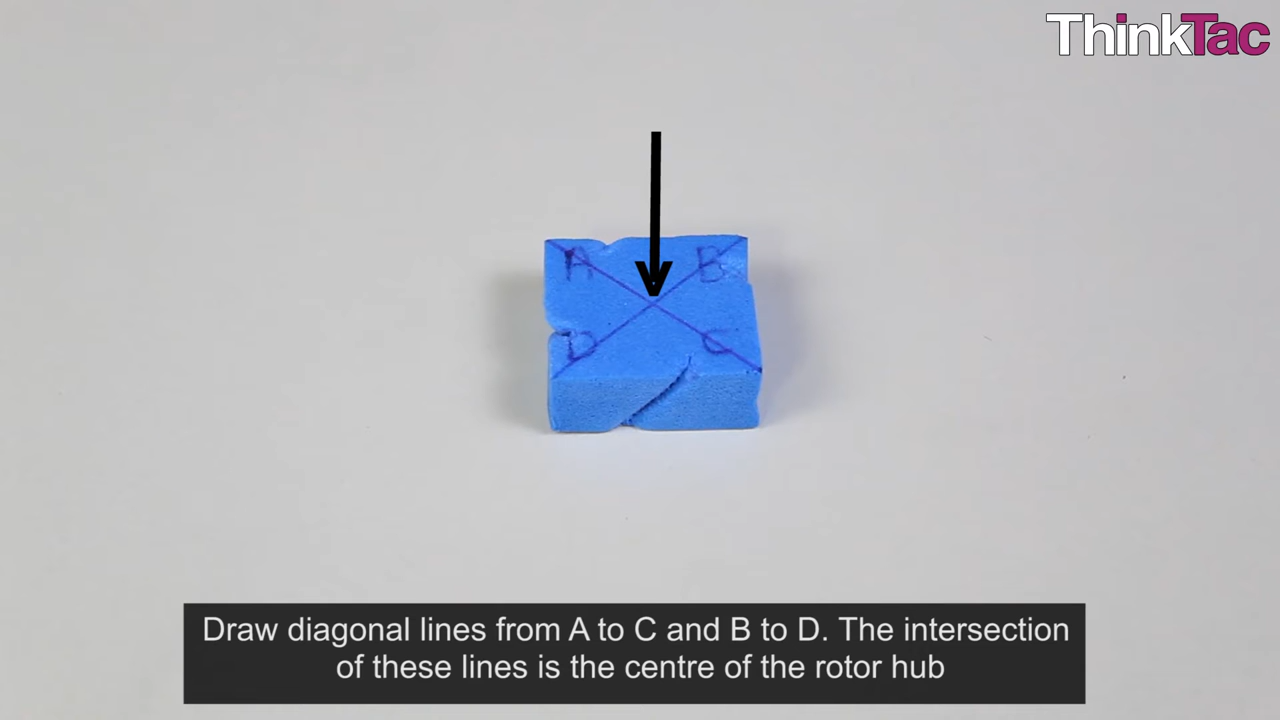 ThinkTac
A B
D C
Draw diagonal lines from A to C and B to D. The intersection
of these lines is the centre of the rotor hub